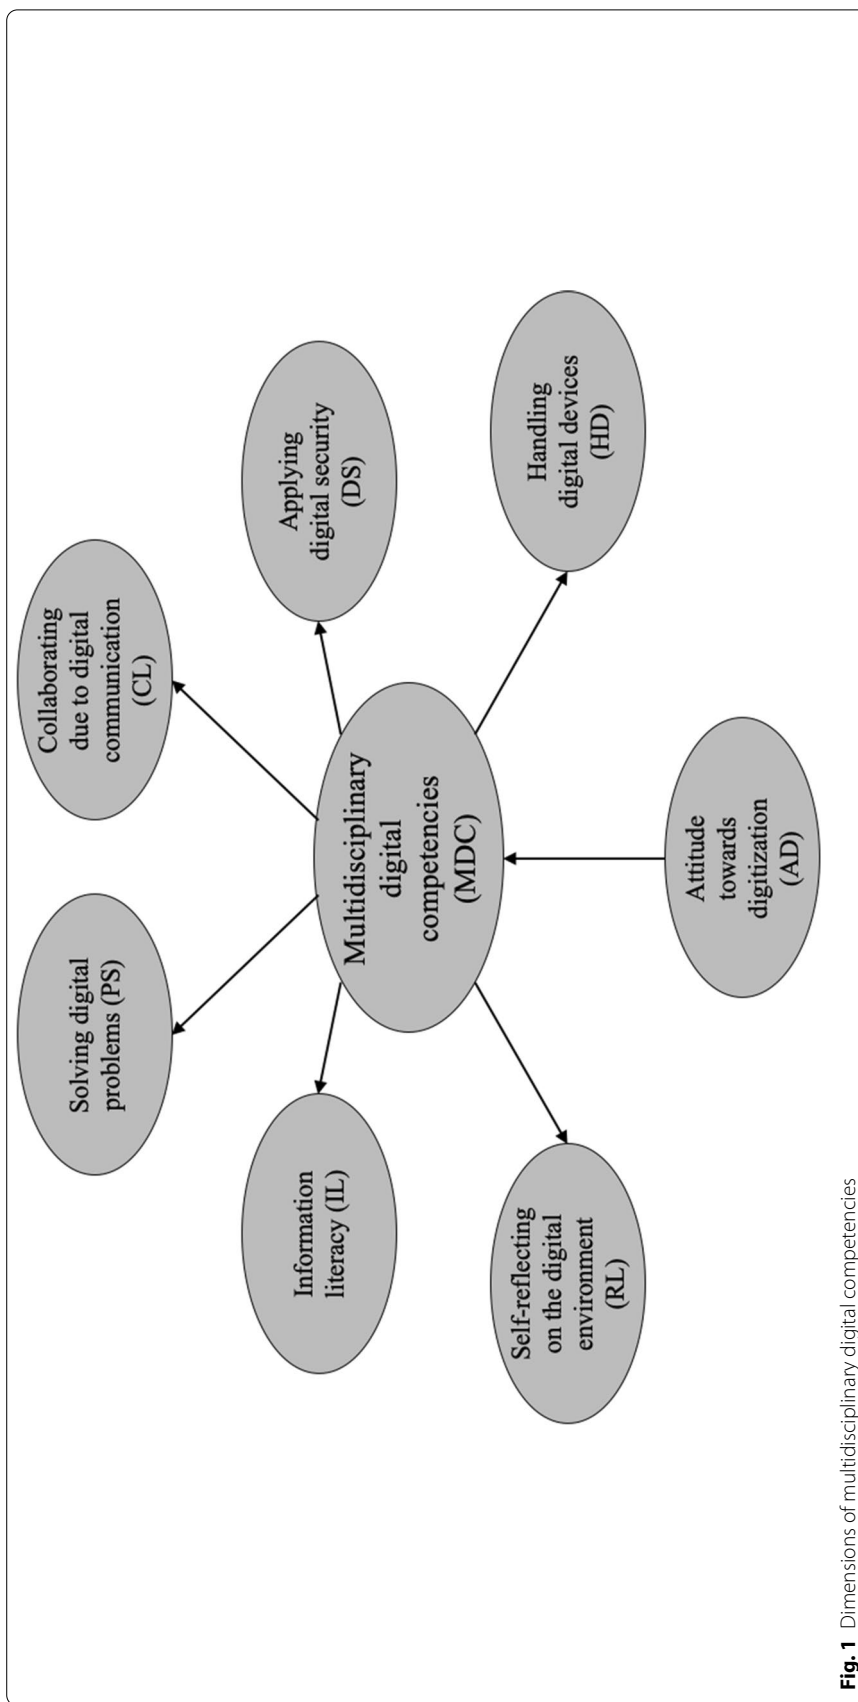 Solving digital
problems (PS)
Collaborating
due to digital
communication
(CL)
Information
literacy (IL)
Applying
digital security
(DS)
Multidisciplinary
digital
competencies
(MDC)
Self-reflecting
on the digital
environment
(RL)
Handling
digital devices
(HD)
Attitude
towards
digitization
(AD)
Fig. 1 Dimensions of multidisciplinary digital competencies